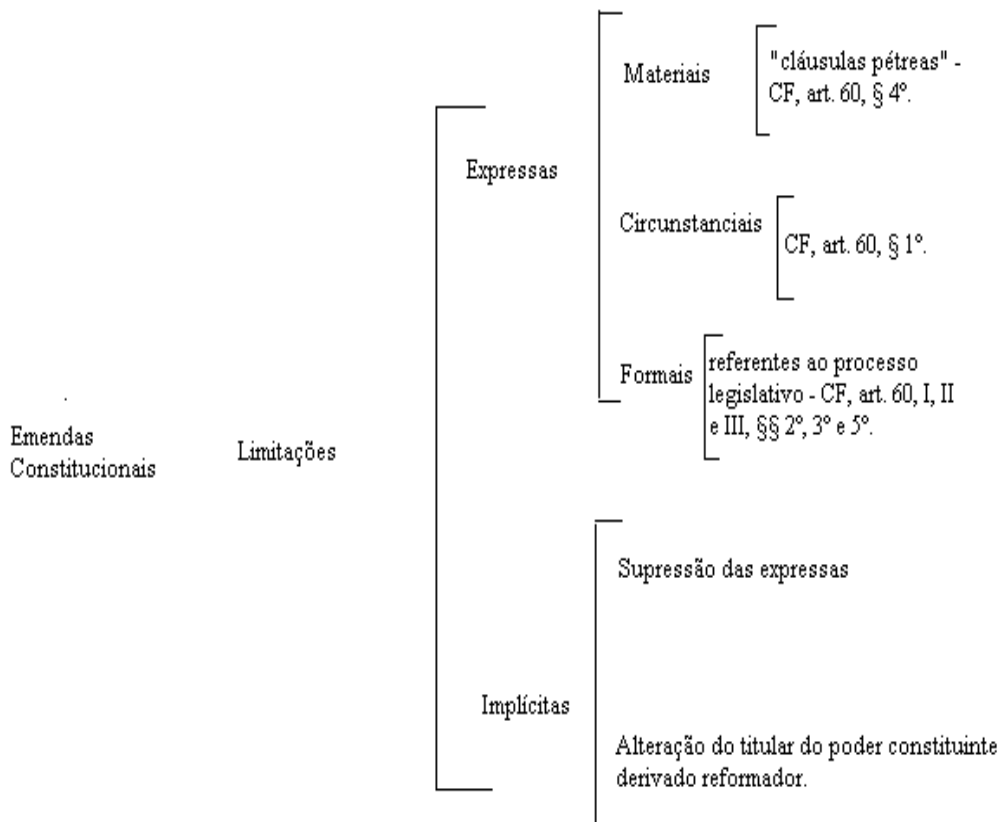 Emendas
Constitucionais
Limitações
Expressas
Materiais
"cláusulas pétreas" -
CF, art. 60, § 4º.
Circunstanciais
CF, art. 60, § 1º.
Formais
referentes ao processo
legislativo - CF, art. 60, I, II
e III, §§ 2º, 3º e 5º.
Implícitas
Supressão das expressas
Alteração do titular do poder constituinte
derivado reformador.